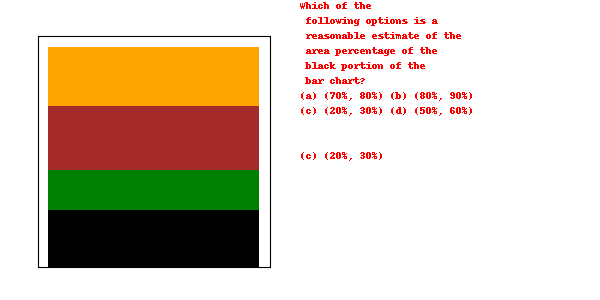 Which of the
following options is a
reasonable estimate of the
area percentage of the
black portion of the
bar chart?
(a) (70%, 80%) (b) (80%, 90%)
(c) (20%, 30%) (d) (50%, 60%)
(c) (20%, 30%)